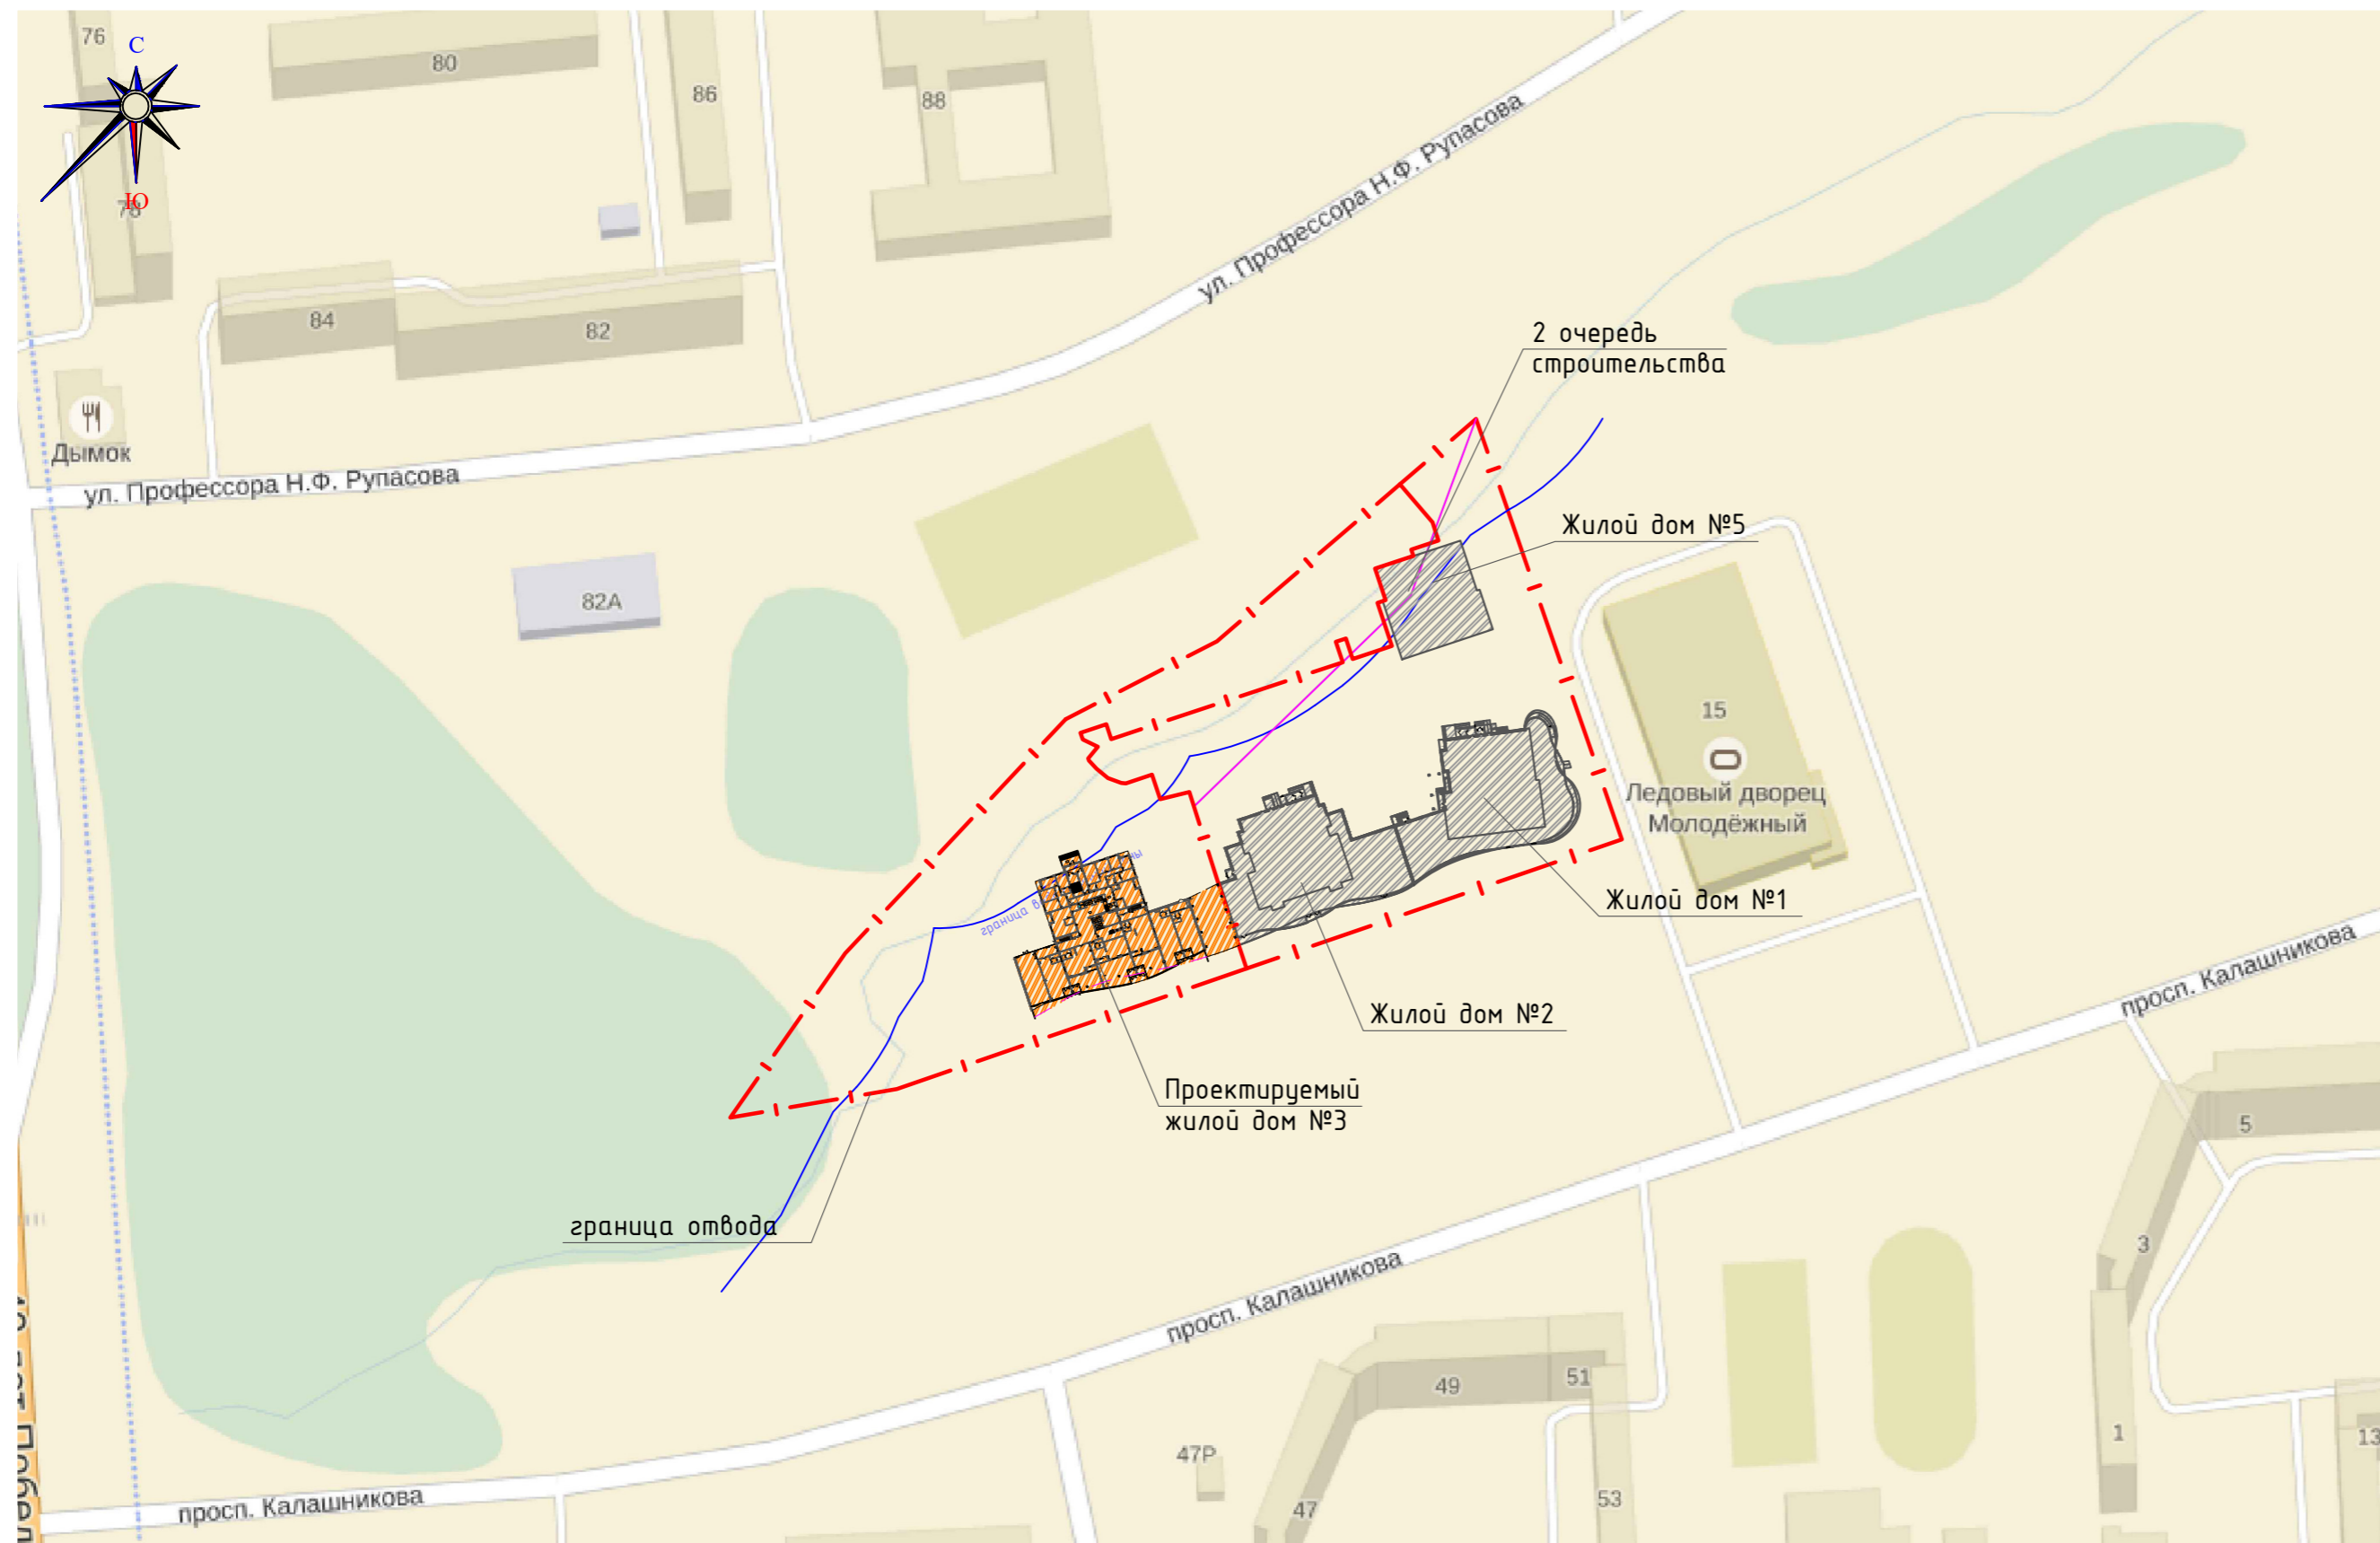 76
С
80
86
88
78
Ю
ул. Профессора Н.Ф. Рупасова
84
82
2 очередь
строительства
Дымок
ул. Профессора Н.Ф. Рупасова
Жилой дом №5
82А
15
Ледовый дворец
Молодёжный
граница
Жилой дом №1
просп. Калашникова
Жилой дом №2
Проектируемый
жилой дом №3
5
граница отвода
3
просп. Калашникова
49
51
1
13
47Р
просп. Калашникова
47
53